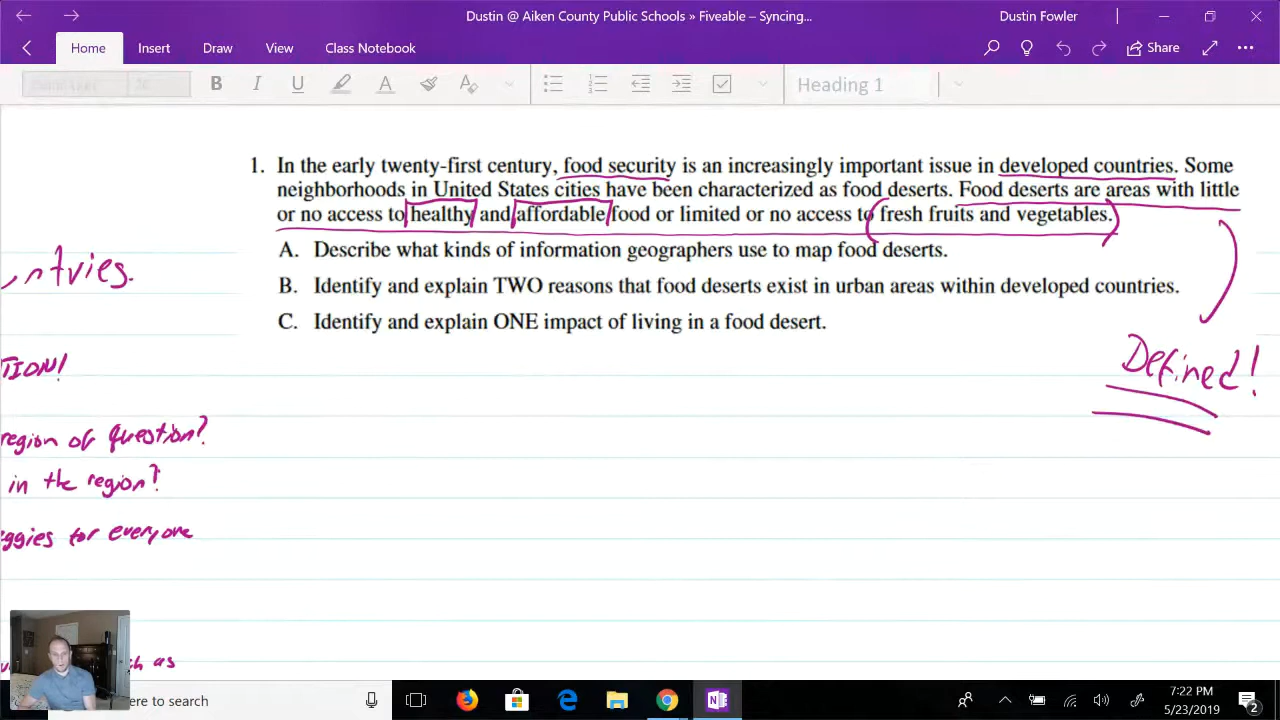 Dustin @ Aiken County Public Schools » Fiveable – Syncing...
Dustin Fowler
Home Insert Draw View Class Notebook
Share
B I U A
Heading 1
1. In the early twenty-first century, food security is an increasingly important issue in developed countries. Some
neighborhoods in United States cities have been characterized as food deserts. Food deserts are areas with little
or no access to healthy and affordable food or limited or no access to fresh fruits and vegetables.
A. Describe what kinds of information geographers use to map food deserts.
B. Identify and explain TWO reasons that food deserts exist in urban areas within developed countries.
C. Identify and explain ONE impact of living in a food desert.
ntries.
TION!
Defined!
region of question?
in the region?
ggies for everyone
as
ere to search
7:22 PM
5/23/2019
2